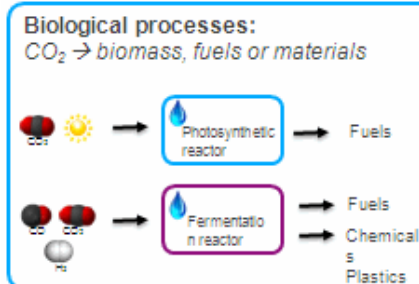 Biological processes:
CO₂ → biomass, fuels or materials
CO₂
Photosynthetic
reactor
Fuels
CO
CO₂
H₂
Fermentatio
n reactor
Fuels
Chemical
s
Plastics